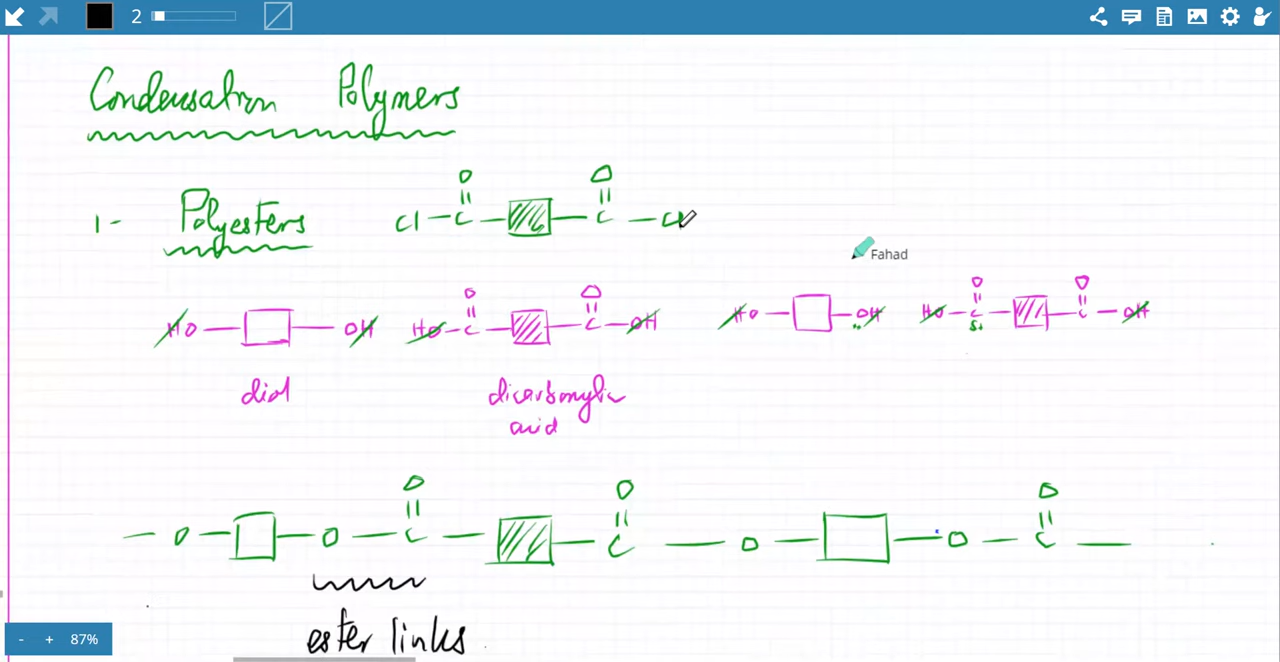 2
Condensation Polymers
O O
1- Polyesters Cl-C-C-Cl
Fahad
O O O O
HO OH HO-C C-OH HO OH HO-C C-OH
δ+
diol dicarboxylic
acid
O O O
-O-O-C-C-O-O-C-
ester links
- + 87%